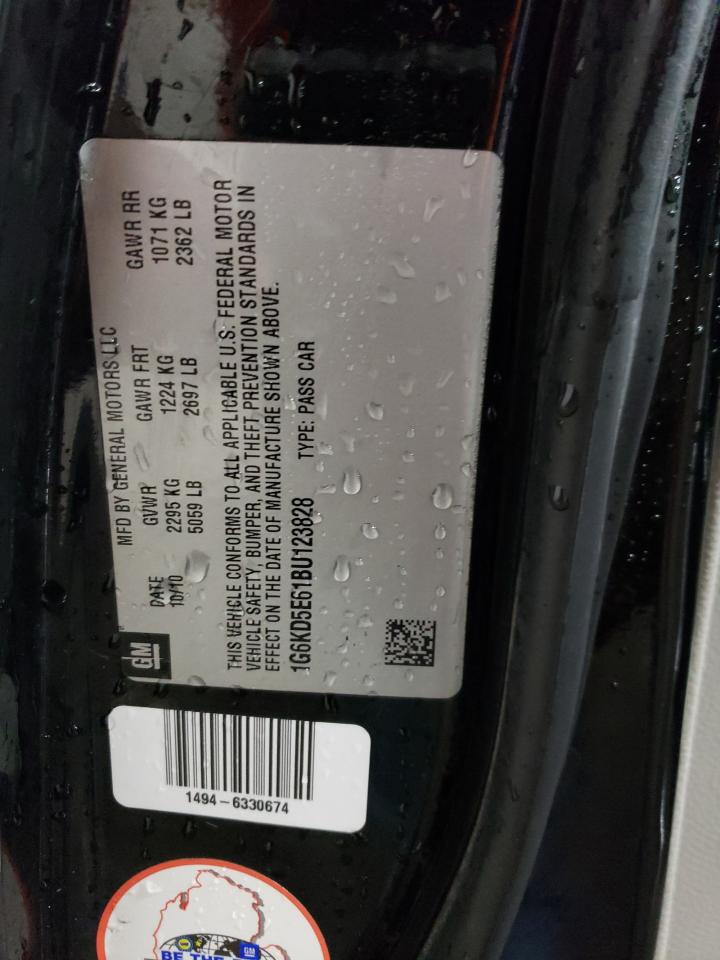 MFD BY GENERAL MOTORS LLC
DATE GVWR GAWR FRT GAWR RR
10/10 2295 KG 1224 KG 1071 KG
5059 LB 2697 LB 2362 LB
GM
THIS VEHICLE CONFORMS TO ALL APPLICABLE U.S. FEDERAL MOTOR
VEHICLE SAFETY, BUMPER, AND THEFT PREVENTION STANDARDS IN
EFFECT ON THE DATE OF MANUFACTURE SHOWN ABOVE.
1G6KD5E61BU123828 TYPE: PASS CAR
1494-6330674
GM
BE THE